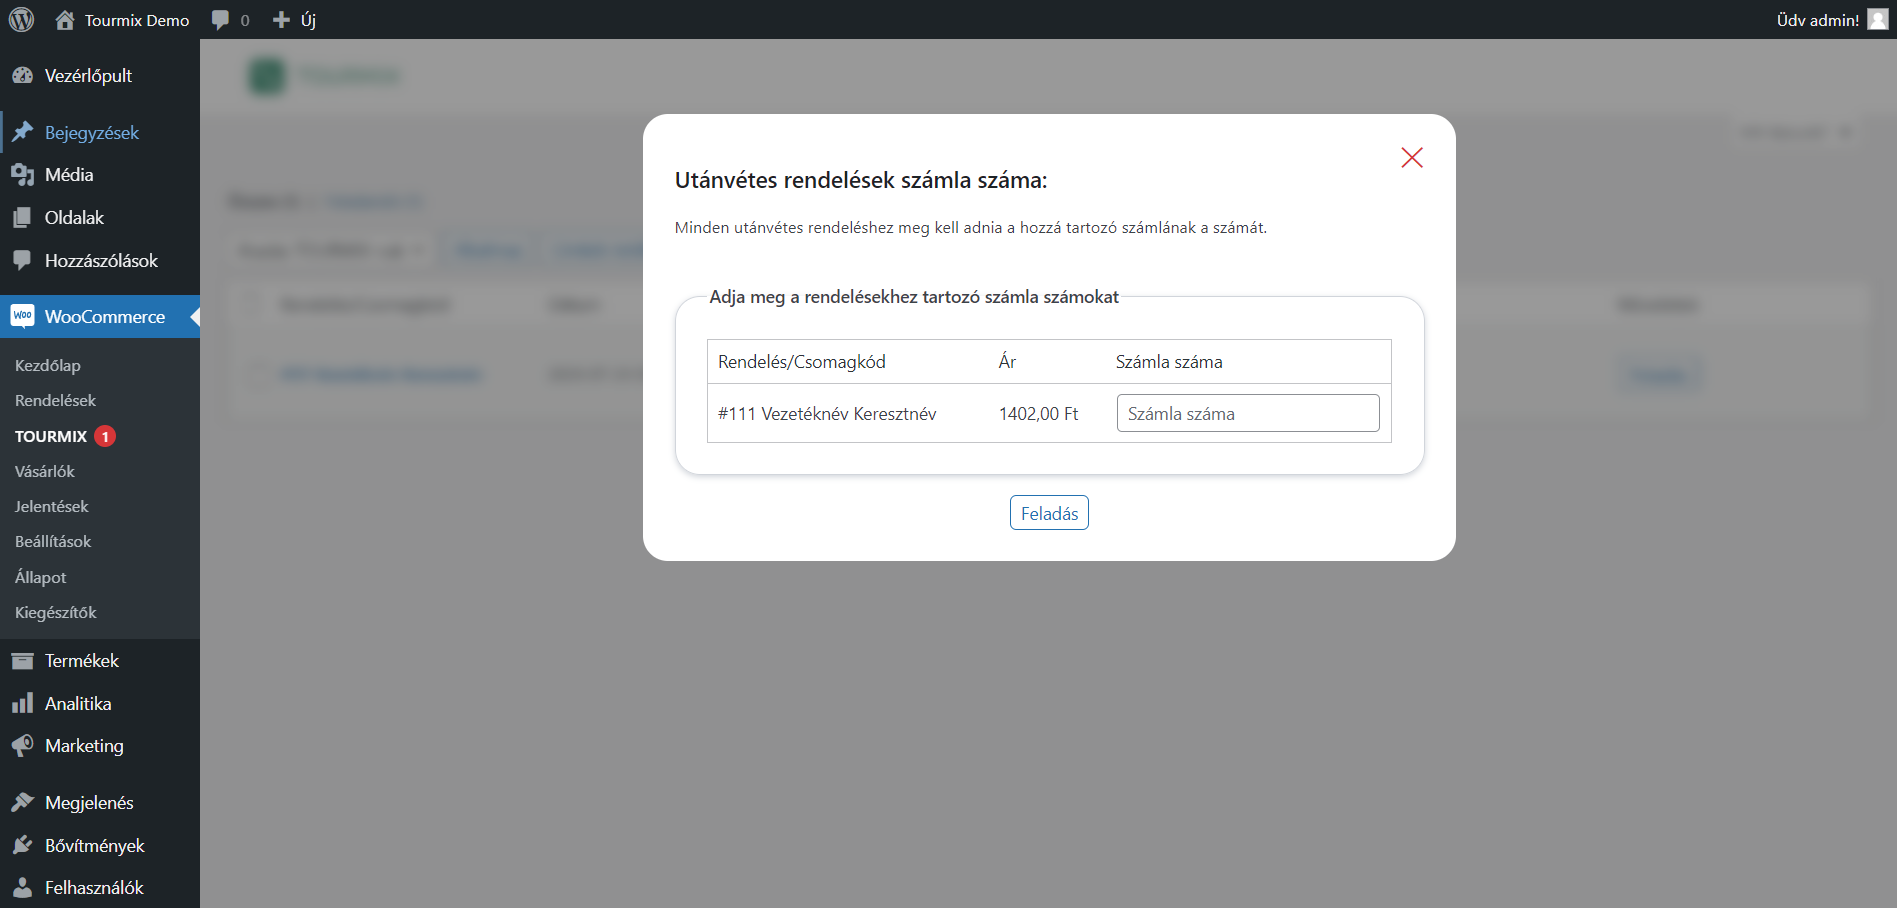 Tourmix Demo
0
Új
Üdv admin!
Vezérlőpult
Bejegyzések
Média
Oldalak
Hozzászólások
Woo
WooCommerce
Kezdőlap
Rendelések
TOURMIX 1
Vásárlók
Jelentések
Beállítások
Állapot
Kiegészítők
Termékek
Analitika
Marketing
Megjelenés
Bővítmények
Felhasználók
TOURMIX
Utánvétes rendelések számla száma:
Minden utánvétes rendeléshez meg kell adnia a hozzá tartozó számlának a számát.
Adja meg a rendelésekhez tartozó számla számokat
Rendelés/Csomagkód Ár Számla száma
#111 Vezetéknév Keresztnév 1402,00 Ft Számla száma
Feladás